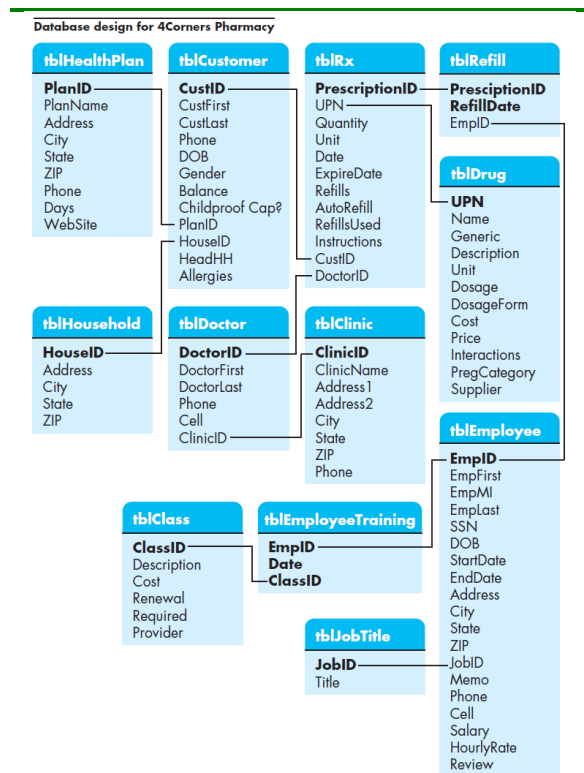 Database design for 4Corners Pharmacy
tblHealthPlan
PlanID
PlanName
Address
City
State
ZIP
Phone
Days
WebSite
tblCustomer
CustID
CustFirst
CustLast
Phone
DOB
Gender
Balance
Childproof Cap?
PlanID
HouseID
HeadHH
Allergies
tblRx
PrescriptionID
UPN
Quantity
Unit
Date
ExpireDate
Refills
AutoRefill
RefillsUsed
Instructions
CustID
DoctorID
tblRefill
PresciptionID
RefillDate
EmpID
tblDrug
UPN
Name
Generic
Description
Unit
Dosage
DosageForm
Cost
Price
Interactions
PregCategory
Supplier
tblHousehold
HouseID
Address
City
State
ZIP
tblDoctor
DoctorID
DoctorFirst
DoctorLast
Phone
Cell
ClinicID
tblClinic
ClinicID
ClinicName
Address1
Address2
City
State
ZIP
Phone
tblEmployee
EmpID
EmpFirst
EmpMI
EmpLast
SSN
DOB
StartDate
EndDate
Address
City
State
ZIP
JobID
Memo
Phone
Cell
Salary
HourlyRate
Review
tblClass
ClassID
Description
Cost
Renewal
Required
Provider
tblEmployeeTraining
EmpID
Date
ClassID
tblJobTitle
JobID
Title